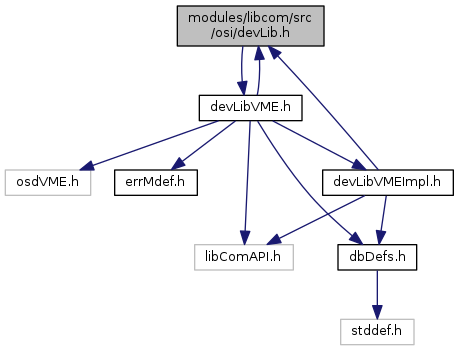 modules/libcom/src
/osi/devLib.h
devLibVME.h
osdVME.h
errMdef.h
devLibVMEImpl.h
libComAPI.h
dbDefs.h
stddef.h